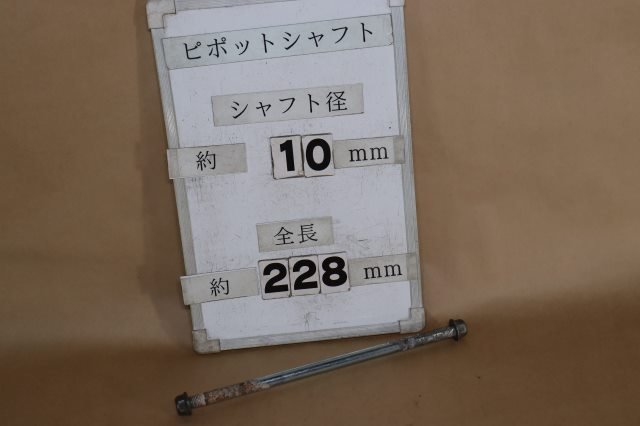 ピポットシャフト
シャフト径
約 10 mm
全長
約 228 mm